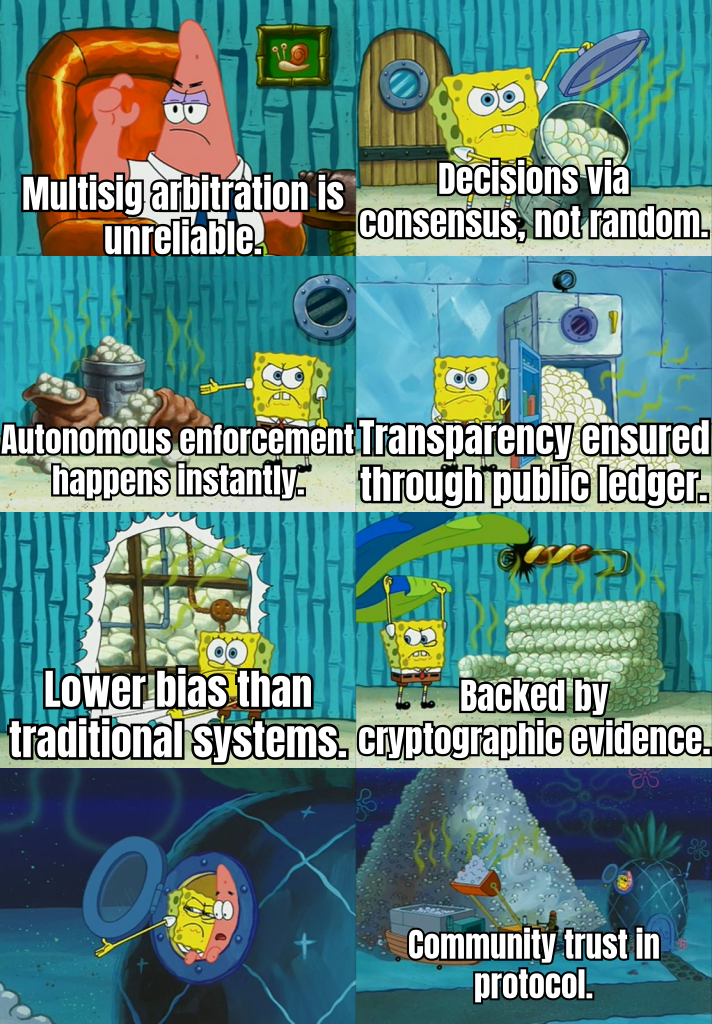 Multisig arbitration is
unreliable.
Decisions via
consensus, not random.
Autonomous enforcement
happens instantly.
Transparency ensured
through public ledger.
Lower bias than
traditional systems.
Backed by
cryptographic evidence.
Community trust in
protocol.